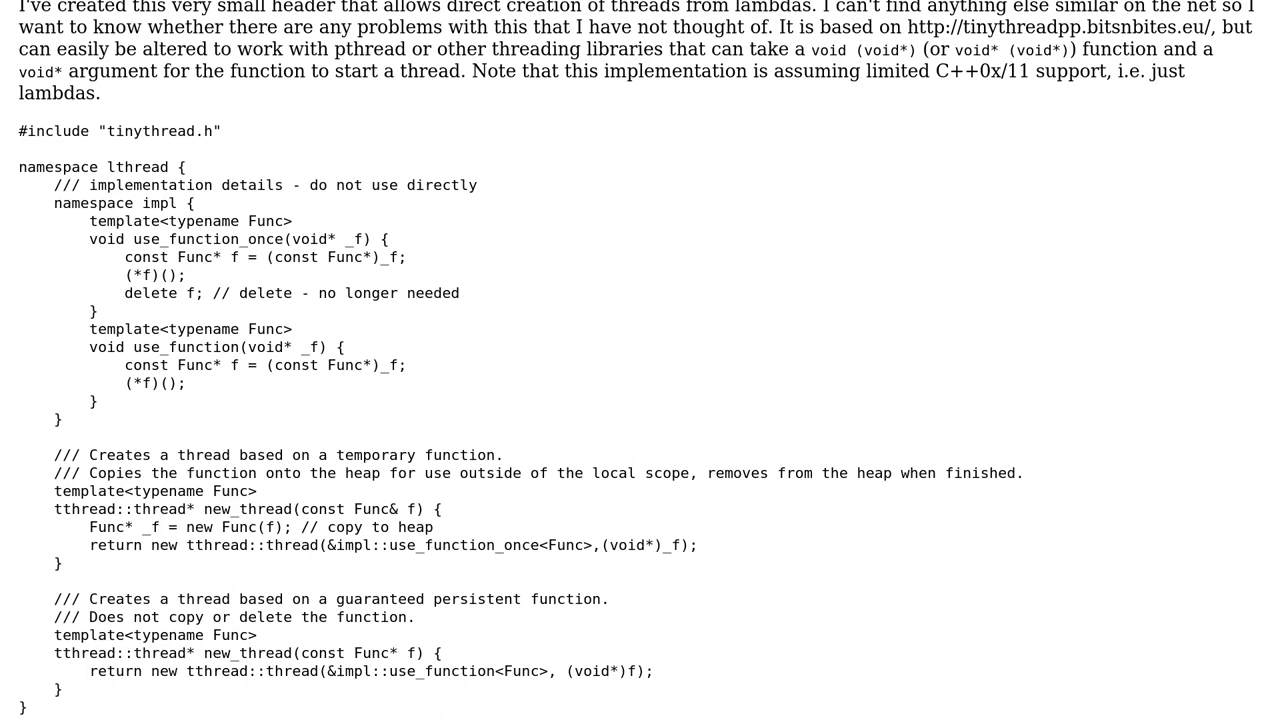 I've created this very small header that allows direct creation of threads from lambdas. I can't find anything else similar on the net so I
want to know whether there are any problems with this that I have not thought of. It is based on http://tinythreadpp.bitsnbites.eu/, but
can easily be altered to work with pthread or other threading libraries that can take a void (void*) (or void* (void*)) function and a
void* argument for the function to start a thread. Note that this implementation is assuming limited C++0x/11 support, i.e. just
lambdas.
#include "tinythread.h"
namespace lthread {
    /// implementation details - do not use directly
    namespace impl {
        template<typename Func>
        void use_function_once(void* _f) {
            const Func* f = (const Func*)_f;
            (*f)();
            delete f; // delete - no longer needed
        }
        template<typename Func>
        void use_function(void* _f) {
            const Func* f = (const Func*)_f;
            (*f)();
        }
    }
    /// Creates a thread based on a temporary function.
    /// Copies the function onto the heap for use outside of the local scope, removes from the heap when finished.
    template<typename Func>
    tthread::thread* new_thread(const Func& f) {
        Func* _f = new Func(f); // copy to heap
        return new tthread::thread(&impl::use_function_once<Func>,(void*)_f);
    }
    /// Creates a thread based on a guaranteed persistent function.
    /// Does not copy or delete the function.
    template<typename Func>
    tthread::thread* new_thread(const Func* f) {
        return new tthread::thread(&impl::use_function<Func>, (void*)f);
    }
}